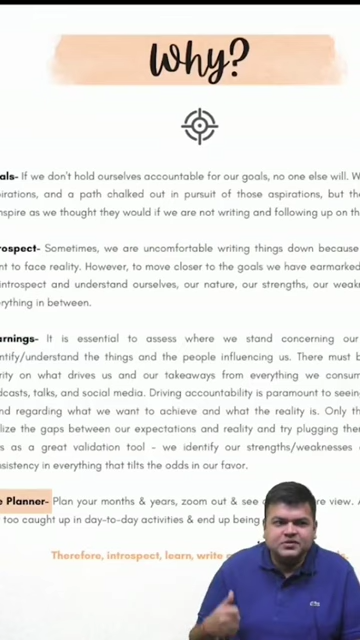 Why?
als- If we don't hold ourselves accountable for our goals, no one else will. W
pirations, and a path chalked out in pursuit of those aspirations, but the
nspire as we thought they would if we are not writing and following up on th
rospect- Sometimes, we are uncomfortable writing things down because
nt to face reality. However, to move closer to the goals we have earmarked
introspect and understand ourselves, our nature, our strengths, our weak
erything in between.
arnings- It is essential to assess where we stand concerning our
ntify/understand the things and the people influencing us. There must b
rity on what drives us and our takeaways from everything we consum
dcasts, talks, and social media. Driving accountability is paramount to seeing
nd regarding what we want to achieve and what the reality is. Only th
lize the gaps between our expectations and reality and try plugging then
s as a great validation tool - we identify our strengths/weaknesses
nsistency in everything that tilts the odds in our favor.
e Planner- Plan your months & years, zoom out & see re view. A
too caught up in day-to-day activities & end up being
Therefore, introspect, learn, write